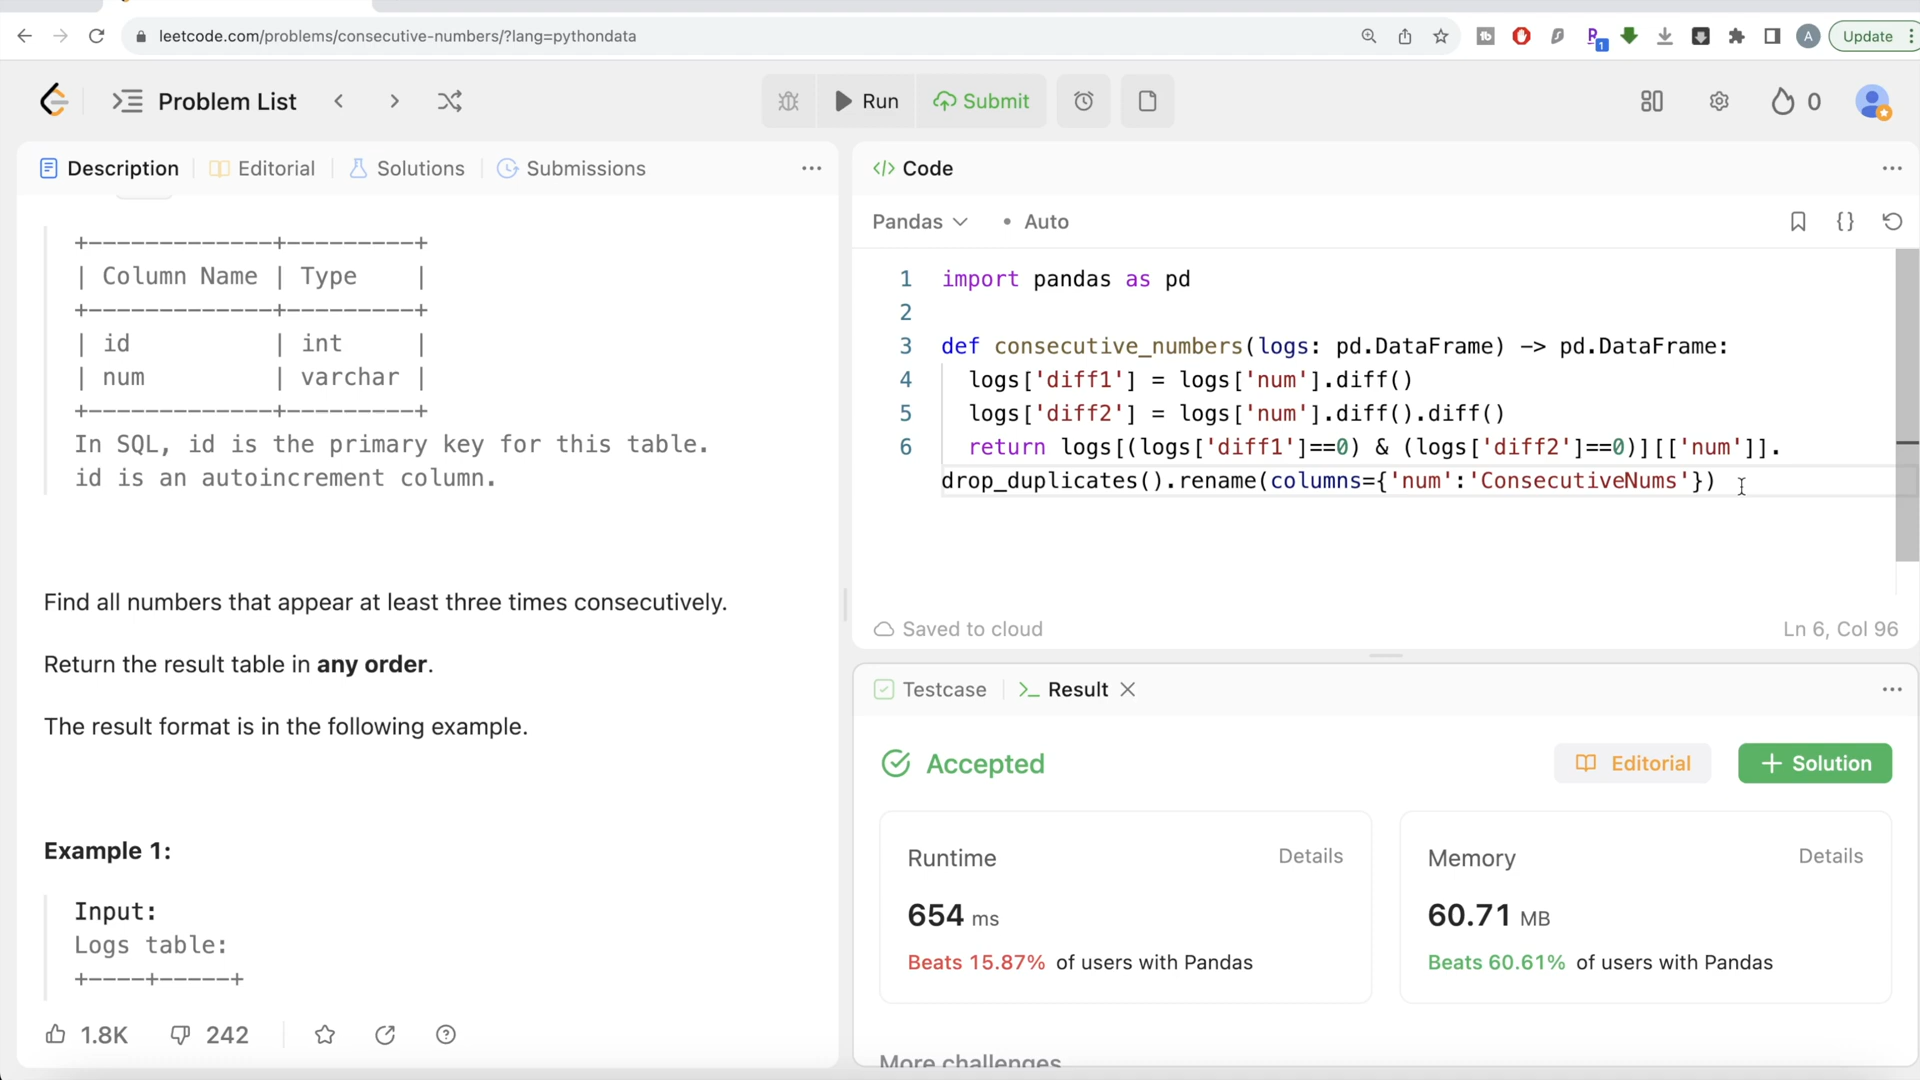 leetcode.com/problems/consecutive-numbers/?lang=pythondata
1
A
Update
Problem List
Run
Submit
0
Description
Editorial
Solutions
Submissions
+-------------+---------+
| Column Name | Type    |
+-------------+---------+
| id          | int     |
| num         | varchar |
+-------------+---------+
In SQL, id is the primary key for this table.
id is an autoincrement column.
Find all numbers that appear at least three times consecutively.
Return the result table in any order.
The result format is in the following example.
Example 1:
Input:
Logs table:
+----+-----+
1.8K
242
</> Code
Pandas
• Auto
{}
1 import pandas as pd
2
3 def consecutive_numbers(logs: pd.DataFrame) -> pd.DataFrame:
4 logs['diff1'] = logs['num'].diff()
5 logs['diff2'] = logs['num'].diff().diff()
6 return logs[(logs['diff1']==0) & (logs['diff2']==0)][['num']].
drop_duplicates().rename(columns={'num':'ConsecutiveNums'})
Saved to cloud
Ln 6, Col 96
Testcase
>_ Result
Accepted
Editorial
+ Solution
Runtime
Details
654 ms
Beats 15.87% of users with Pandas
Memory
Details
60.71 MB
Beats 60.61% of users with Pandas
More challenges